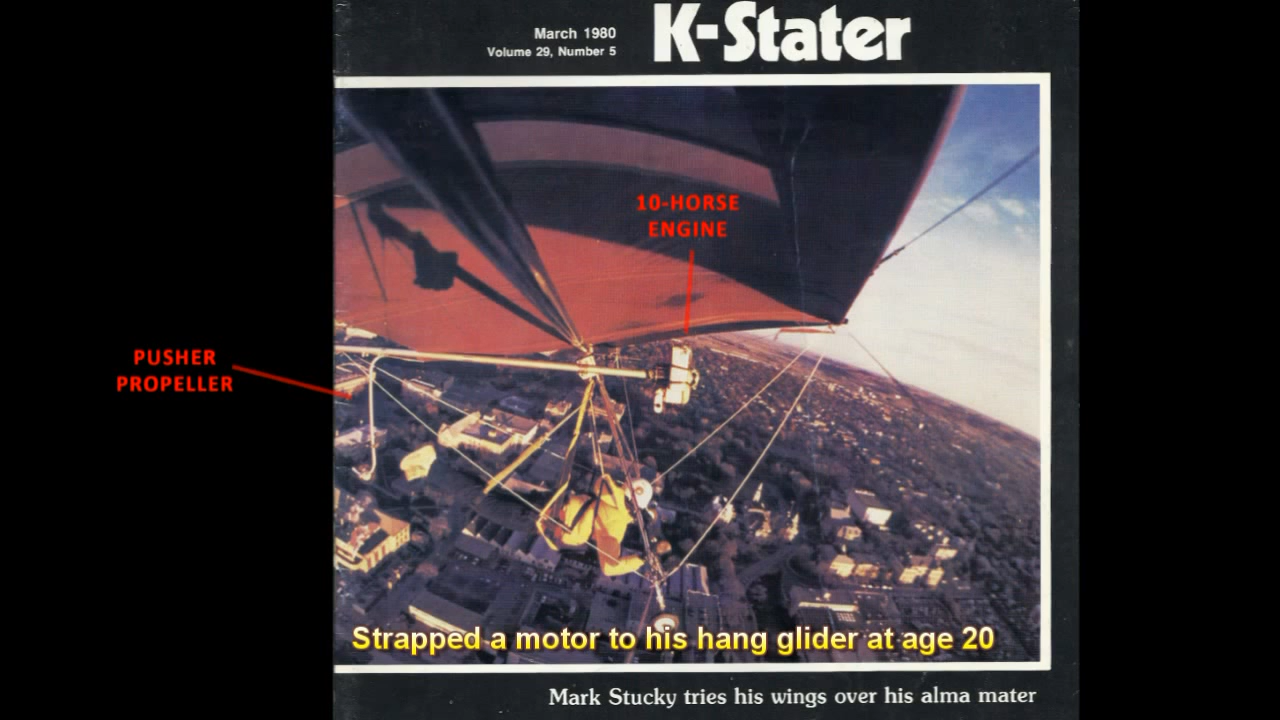 March 1980
Volume 29, Number 5
K-Stater
10-HORSE
ENGINE
PUSHER
PROPELLER
Strapped a motor to his hang glider at age 20
Mark Stucky tries his wings over his alma mater